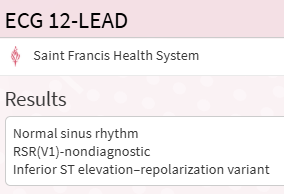 ECG 12-LEAD
Saint Francis Health System
Results
Normal sinus rhythm
RSR(V1)-nondiagnostic
Inferior ST elevation–repolarization variant